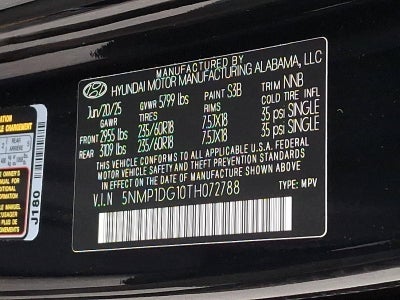 MANUFACTURED BY
HYUNDAI MOTOR MANUFACTURING ALABAMA, LLC
Jun/20/25 GVWR 5799 lbs PAINT S3B TRIM NNB
GAWR TIRES RIMS COLD TIRE INF.
FRONT 2955 lbs 235/60R18 7.5JX18 35 psi SINGLE
REAR 3109 lbs 235/60R18 7.5JX18 35 psi SINGLE
THIS VEHICLE CONFORMS TO ALL APPLICABLE U.S.A. FEDERAL
MOTOR VEHICLE SAFETY AND THEFT PREVENTION STANDARDS
IN EFFECT ON THE DATE OF MANUFACTURE SHOWN ABOVE.
V.I.N 5NMP1DG10TH072788 TYPE: MPV
J180